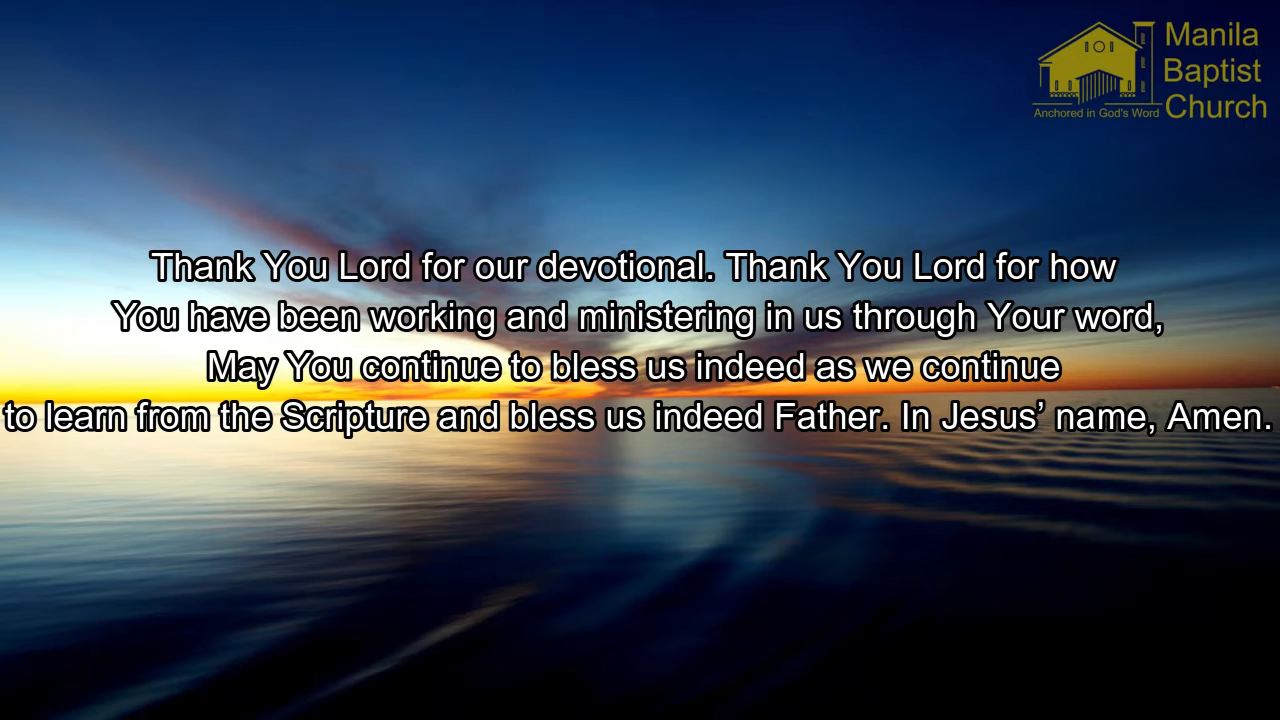 Manila
Baptist
Church
Anchored in God's Word
Thank You Lord for our devotional. Thank You Lord for how
You have been working and ministering in us through Your word,
May You continue to bless us indeed as we continue
to learn from the Scripture and bless us indeed Father. In Jesus’ name, Amen.